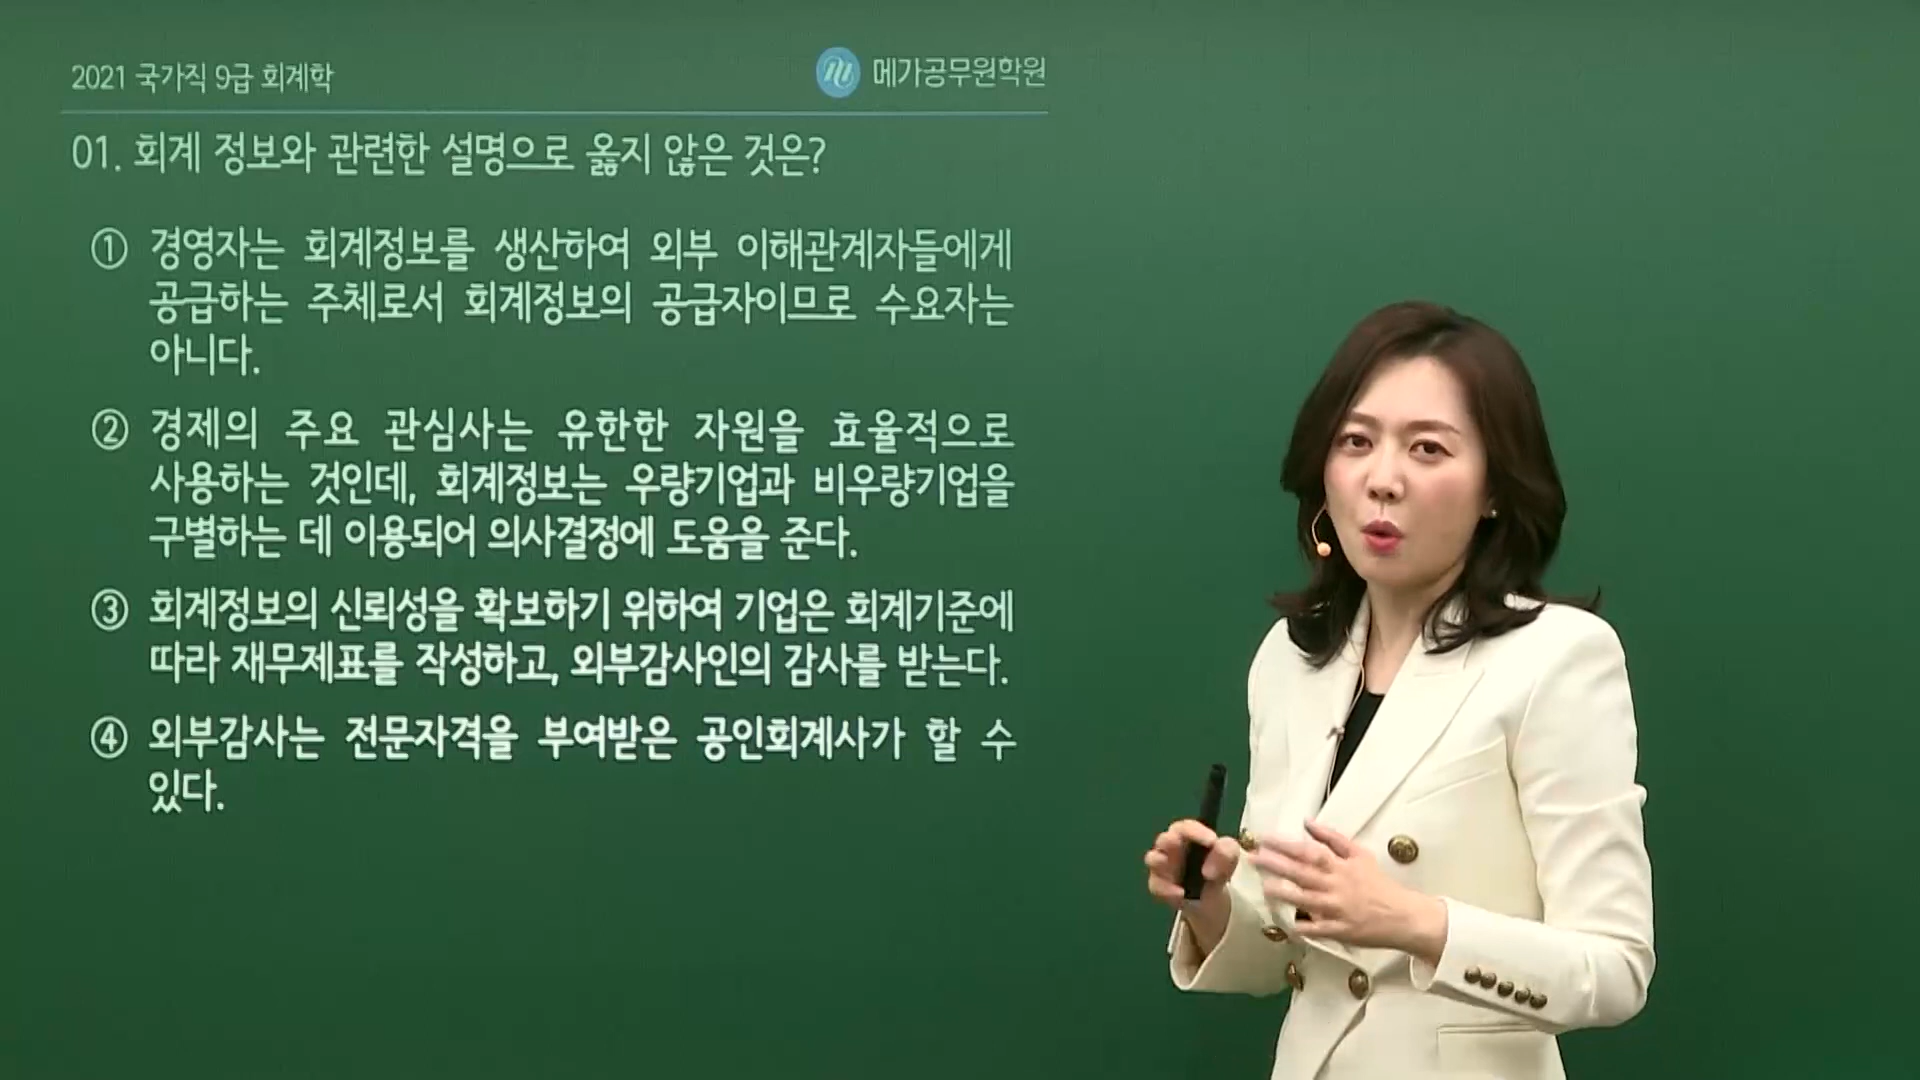 2021 국가직 9급 회계학
메가공무원학원
01. 회계 정보와 관련한 설명으로 옳지 않은 것은?
① 경영자는 회계정보를 생산하여 외부 이해관계자들에게
공급하는 주체로서 회계정보의 공급자이므로 수요자는
아니다.
② 경제의 주요 관심사는 유한한 자원을 효율적으로
사용하는 것인데, 회계정보는 우량기업과 비우량기업을
구별하는 데 이용되어 의사결정에 도움을 준다.
③ 회계정보의 신뢰성을 확보하기 위하여 기업은 회계기준에
따라 재무제표를 작성하고, 외부감사인의 감사를 받는다.
④ 외부감사는 전문자격을 부여받은 공인회계사가 할 수
있다.